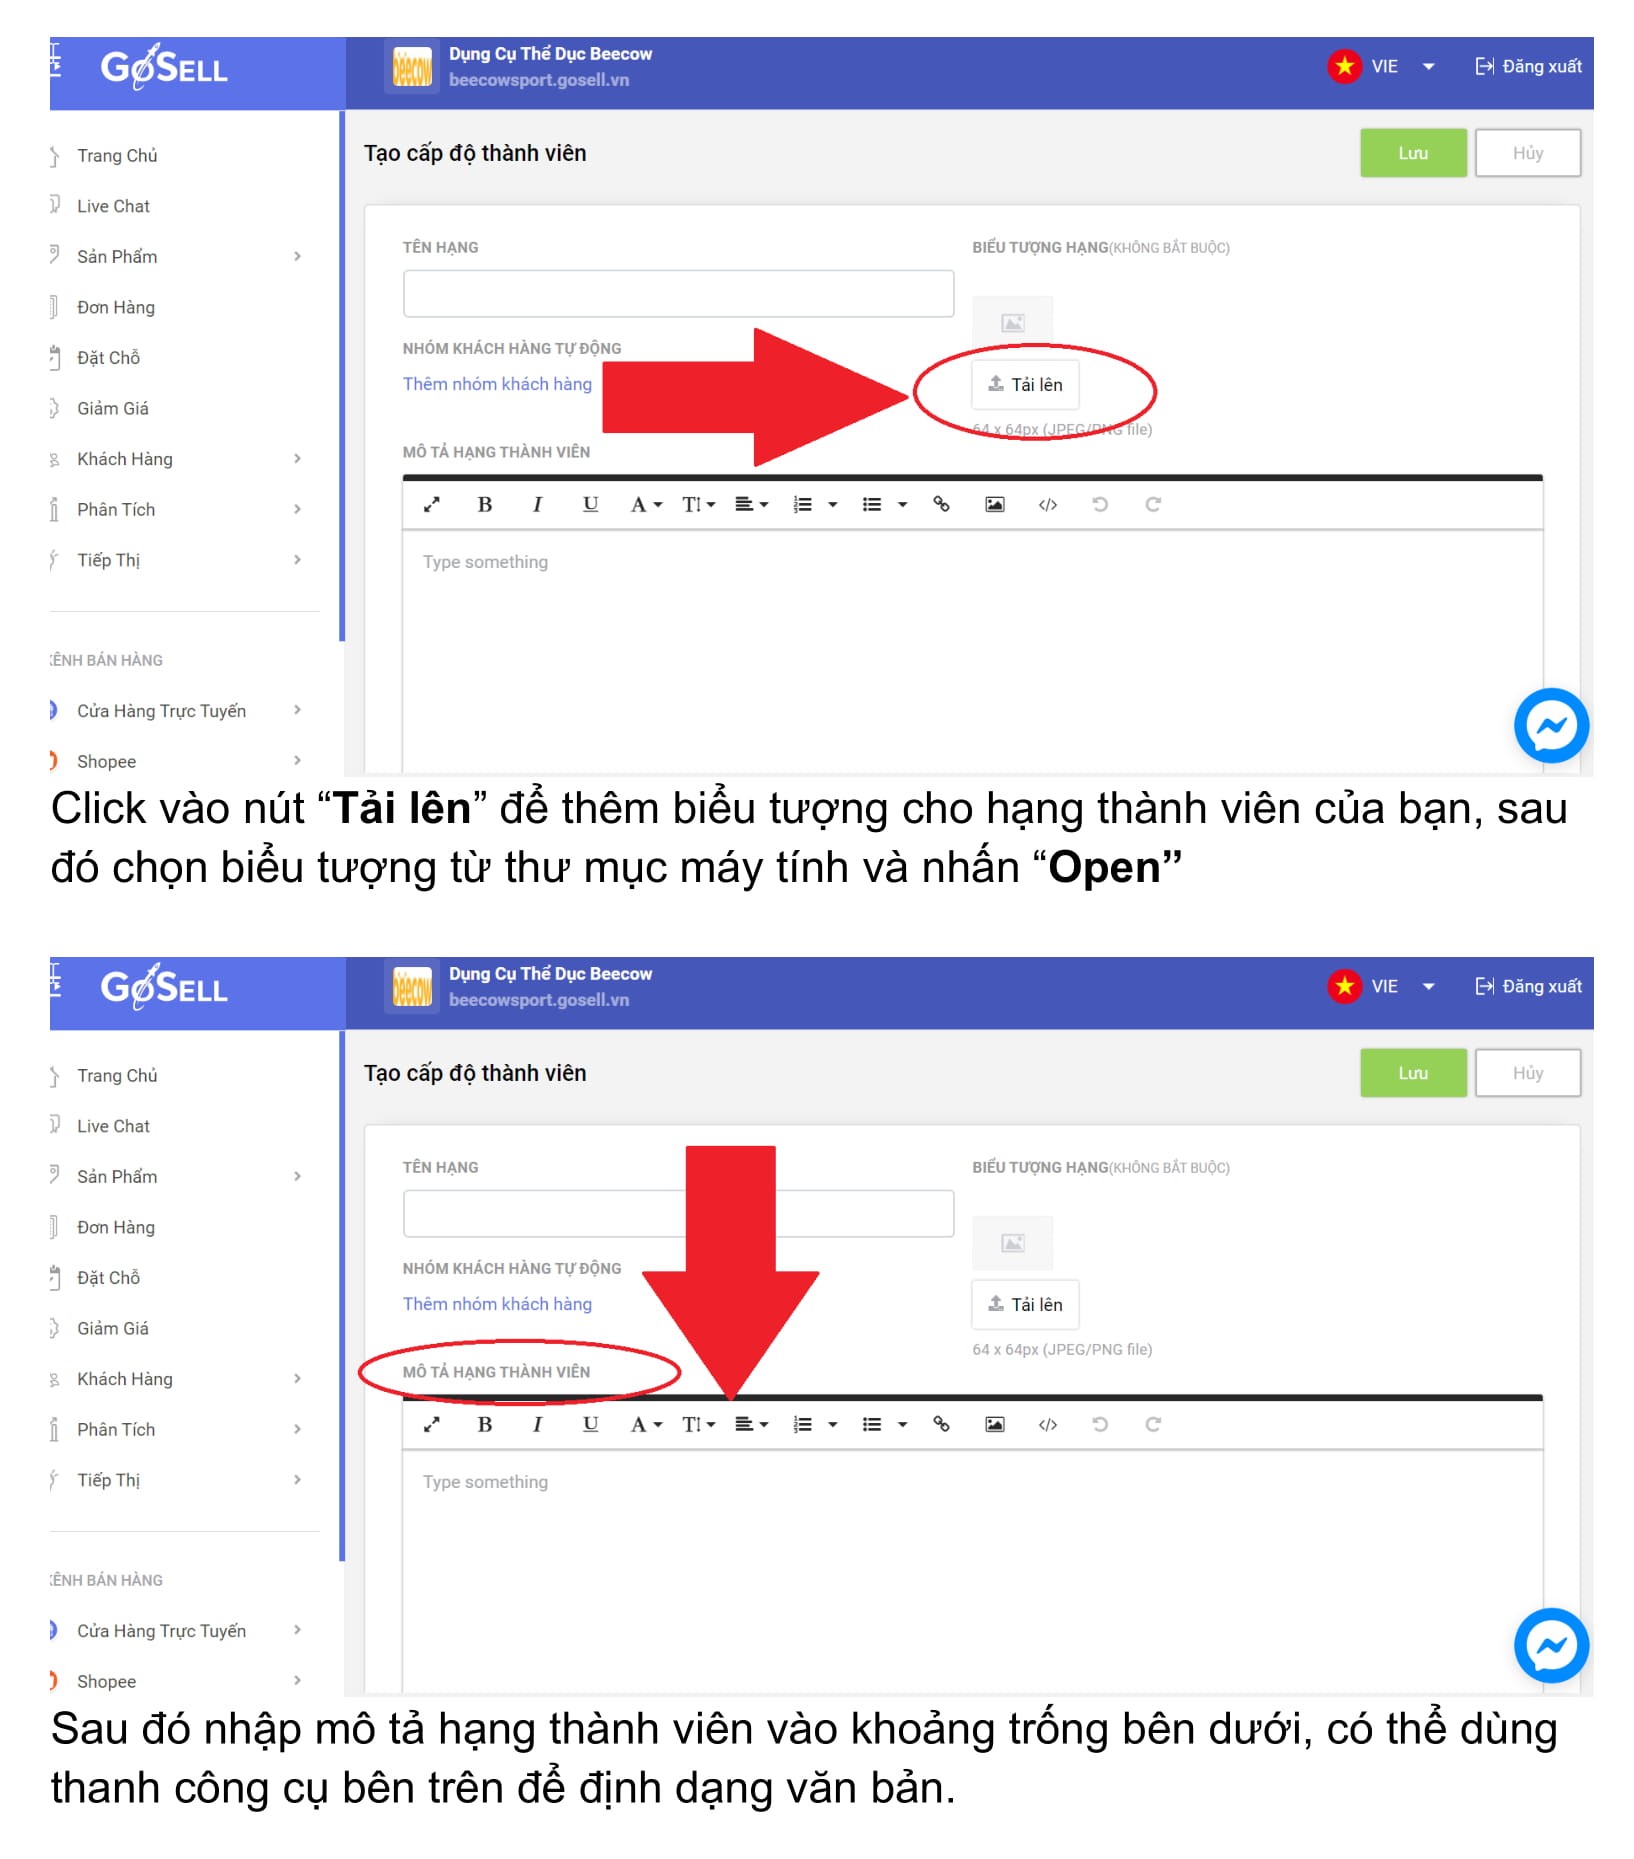 GoSELL
Dụng Cụ Thể Dục Beecow
beecowsport.gosell.vn
VIE
Đăng xuất
Trang Chủ
Live Chat
Sản Phẩm
Đơn Hàng
Đặt Chỗ
Giảm Giá
Khách Hàng
Phân Tích
Tiếp Thị
KÊNH BÁN HÀNG
Cửa Hàng Trực Tuyến
Shopee
Tạo cấp độ thành viên
Lưu
Hủy
TÊN HẠNG
BIỂU TƯỢNG HẠNG(KHÔNG BẮT BUỘC)
NHÓM KHÁCH HÀNG TỰ ĐỘNG
Thêm nhóm khách hàng
Tải lên
64 x 64px (JPEG/PNG file)
MÔ TẢ HẠNG THÀNH VIÊN
Type something
Click vào nút “Tải lên” để thêm biểu tượng cho hạng thành viên của bạn, sau
đó chọn biểu tượng từ thư mục máy tính và nhấn “Open”
GoSELL
Dụng Cụ Thể Dục Beecow
beecowsport.gosell.vn
VIE
Đăng xuất
Trang Chủ
Live Chat
Sản Phẩm
Đơn Hàng
Đặt Chỗ
Giảm Giá
Khách Hàng
Phân Tích
Tiếp Thị
KÊNH BÁN HÀNG
Cửa Hàng Trực Tuyến
Shopee
Tạo cấp độ thành viên
Lưu
Hủy
TÊN HẠNG
BIỂU TƯỢNG HẠNG(KHÔNG BẮT BUỘC)
NHÓM KHÁCH HÀNG TỰ ĐỘNG
Thêm nhóm khách hàng
Tải lên
64 x 64px (JPEG/PNG file)
MÔ TẢ HẠNG THÀNH VIÊN
Type something
Sau đó nhập mô tả hạng thành viên vào khoảng trống bên dưới, có thể dùng
thanh công cụ bên trên để định dạng văn bản.